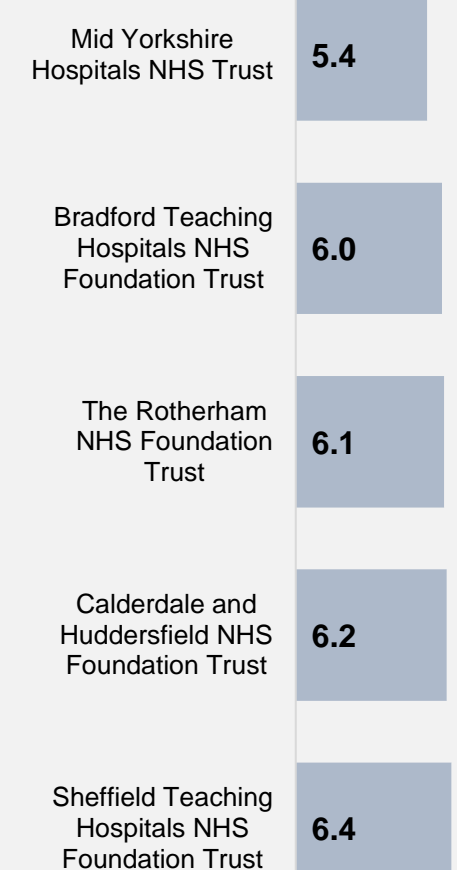 Mid Yorkshire
Hospitals NHS Trust
5.4
Bradford Teaching
Hospitals NHS
Foundation Trust
6.0
The Rotherham
NHS Foundation
Trust
6.1
Calderdale and
Huddersfield NHS
Foundation Trust
6.2
Sheffield Teaching
Hospitals NHS
Foundation Trust
6.4